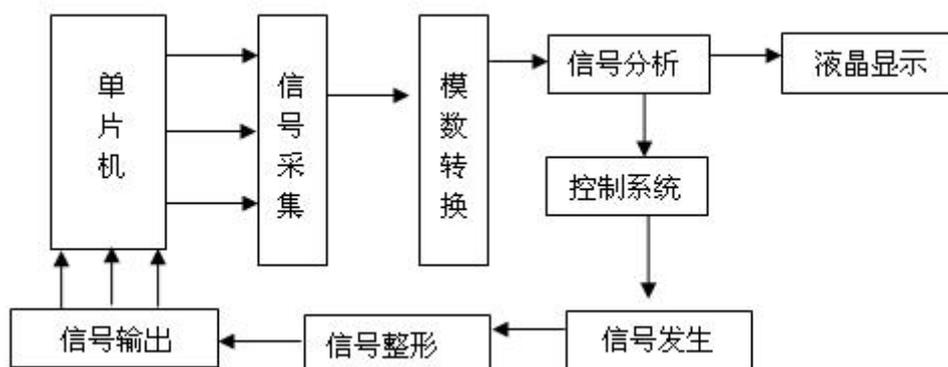 单片机
信号采集
模数转换
信号分析
液晶显示
控制系统
信号输出
信号整形
信号发生